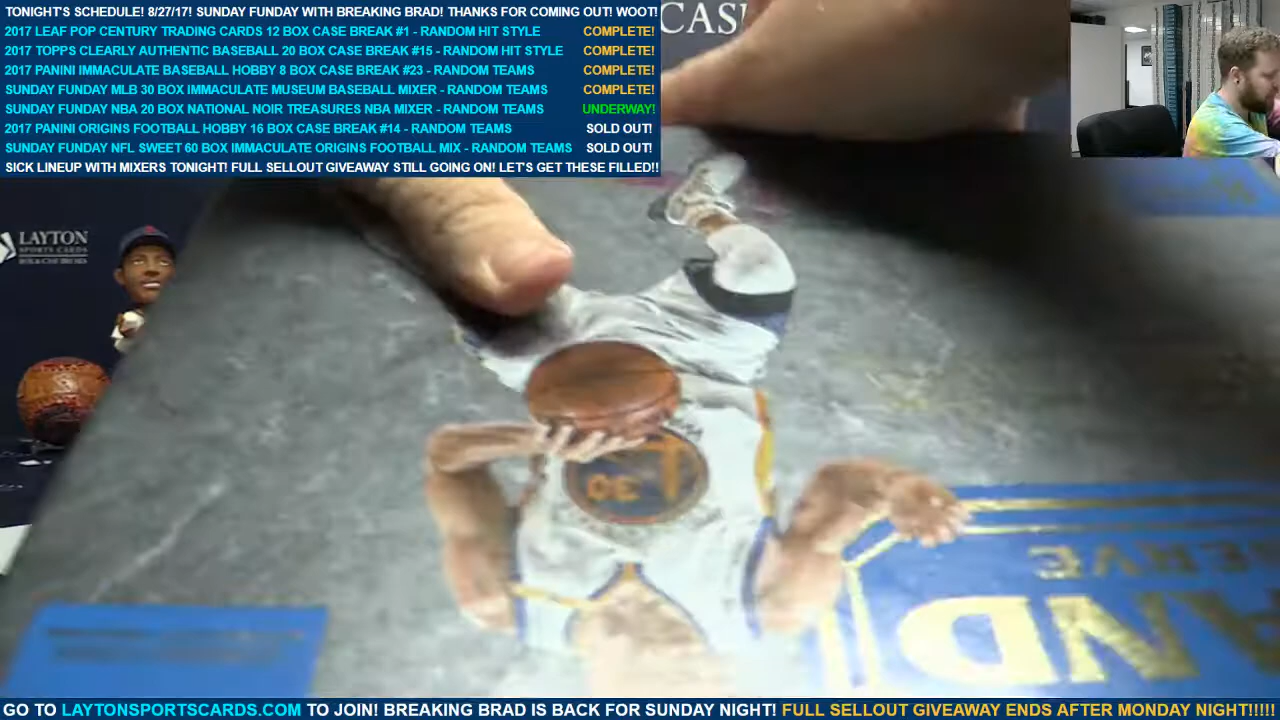 TONIGHT'S SCHEDULE! 8/27/17! SUNDAY FUNDAY WITH BREAKING BRAD! THANKS FOR COMING OUT! WOOT!
2017 LEAF POP CENTURY TRADING CARDS 12 BOX CASE BREAK #1 - RANDOM HIT STYLE COMPLETE!
2017 TOPPS CLEARLY AUTHENTIC BASEBALL 20 BOX CASE BREAK #15 - RANDOM HIT STYLE COMPLETE!
2017 PANINI IMMACULATE BASEBALL HOBBY 8 BOX CASE BREAK #23 - RANDOM TEAMS COMPLETE!
SUNDAY FUNDAY MLB 30 BOX IMMACULATE MUSEUM BASEBALL MIXER - RANDOM TEAMS COMPLETE!
SUNDAY FUNDAY NBA 20 BOX NATIONAL NOIR TREASURES NBA MIXER - RANDOM TEAMS UNDERWAY!
2017 PANINI ORIGINS FOOTBALL HOBBY 16 BOX CASE BREAK #14 - RANDOM TEAMS SOLD OUT!
SUNDAY FUNDAY NFL SWEET 60 BOX IMMACULATE ORIGINS FOOTBALL MIX - RANDOM TEAMS SOLD OUT!
SICK LINEUP WITH MIXERS TONIGHT! FULL SELLOUT GIVEAWAY STILL GOING ON! LET'S GET THESE FILLED!!
CAS
LAYTON
SPORTS CARDS
30
GO TO LAYTONSPORTSCARDS.COM TO JOIN! BREAKING BRAD IS BACK FOR SUNDAY NIGHT! FULL SELLOUT GIVEAWAY ENDS AFTER MONDAY NIGHT!!!!!